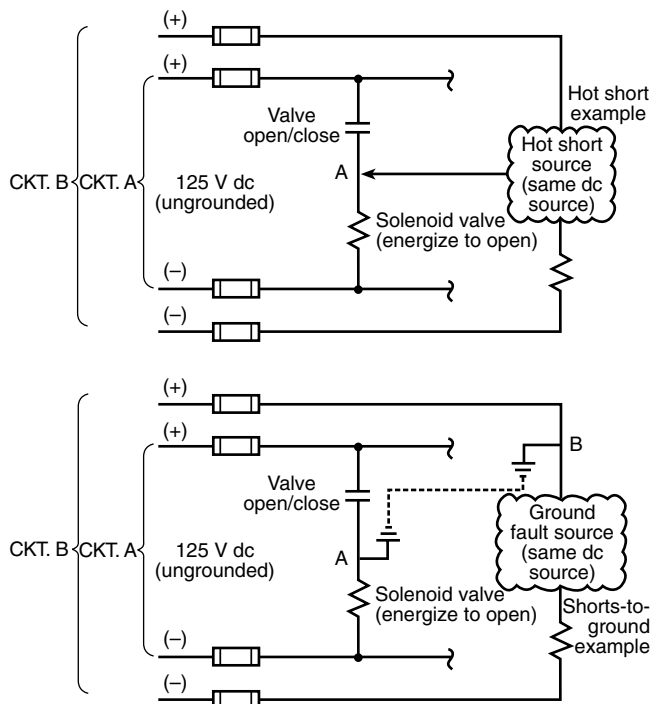 (+)
(+)
Hot short
example
Valve
open/close
Hot short
source
(same dc
source)
A
CKT. B
CKT. A
125 V dc
(ungrounded)
Solenoid valve
(energize to open)
(−)
(−)
(+)
(+)
B
Valve
open/close
Ground
fault source
(same dc
source)
CKT. B
CKT. A
125 V dc
(ungrounded)
A
Solenoid valve
(energize to open)
Shorts-to-
ground
example
(−)
(−)